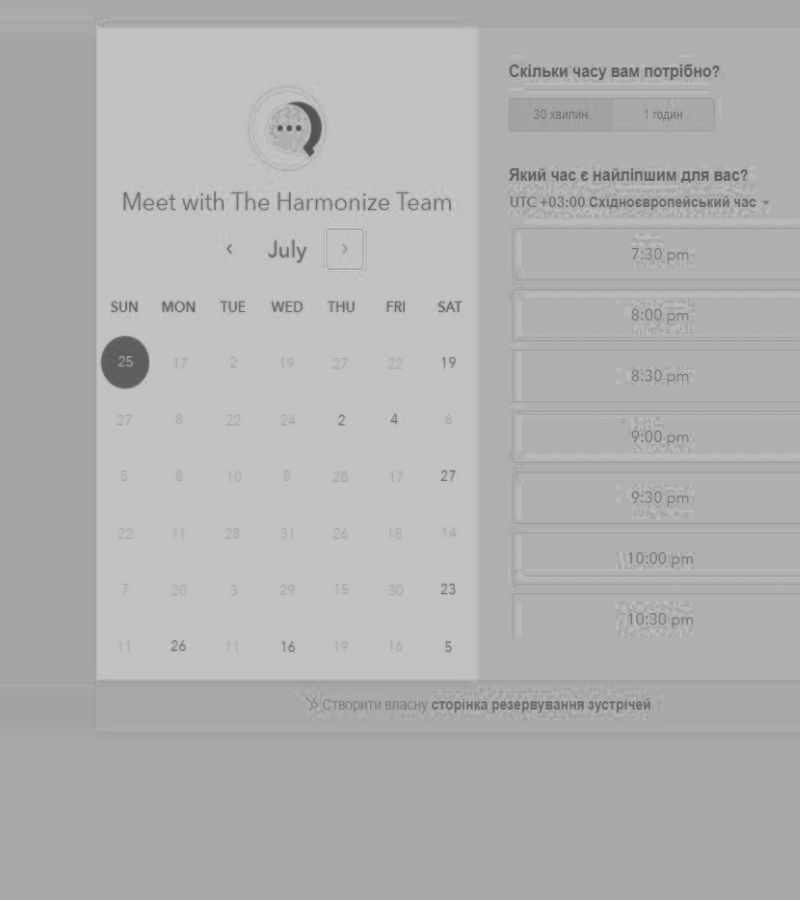 Meet with The Harmonize Team
July
SUN MON TUE WED THU FRI SAT
25 17 2 19 27 22 19
27 8 22 24 2 4 6
5 8 10 8 28 17 27
22 11 28 31 26 18 14
7 20 3 29 15 30 23
11 26 11 16 19 16 5
Скільки часу вам потрібно?
30 хвилин 1 годин
Який час є найліпшим для вас?
UTC +03:00 Східноєвропейський час
7:30 pm
8:00 pm
8:30 pm
9:00 pm
9:30 pm
10:00 pm
10:30 pm
Створити власну сторінка резервування зустрічей